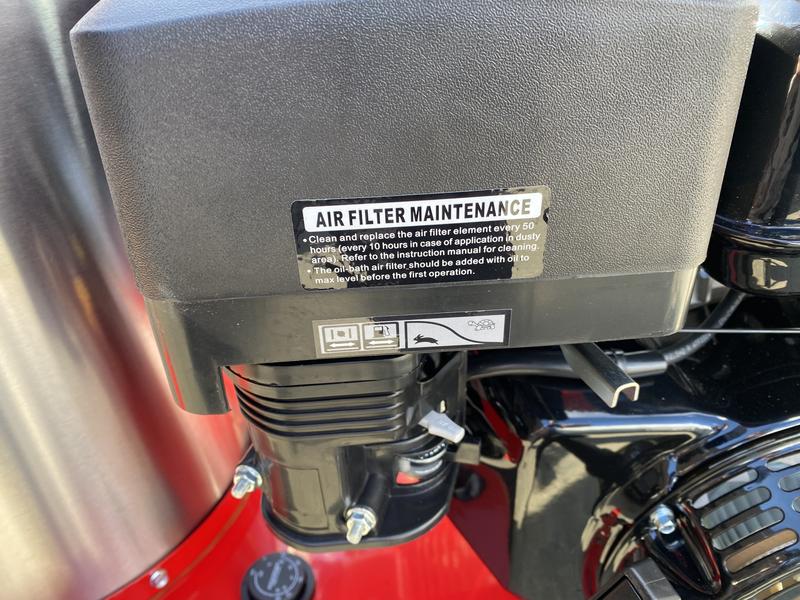 AIR FILTER MAINTENANCE
• Clean and replace the air filter element every 50
hours (every 10 hours in case of application in dusty
area). Refer to the instruction manual for cleaning.
• The oil-bath air filter should be added with oil to
max level before the first operation.